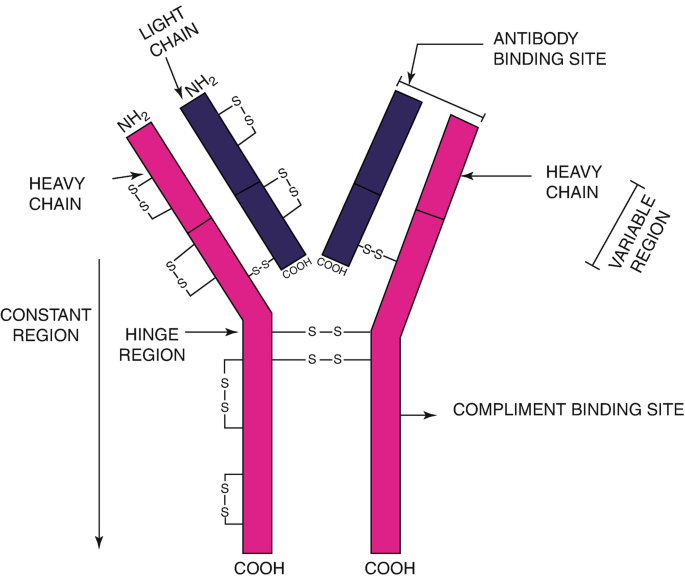 LIGHT
CHAIN
ANTIBODY
BINDING SITE
NH2
NH2
S-S
S-S
HEAVY
CHAIN
HEAVY
CHAIN
S-S
S-S
VARIABLE
REGION
S-S
COOH
COOH
S-S
CONSTANT
REGION
HINGE
REGION
S-S
S-S
S-S
COMPLIMENT BINDING SITE
S-S
COOH
COOH